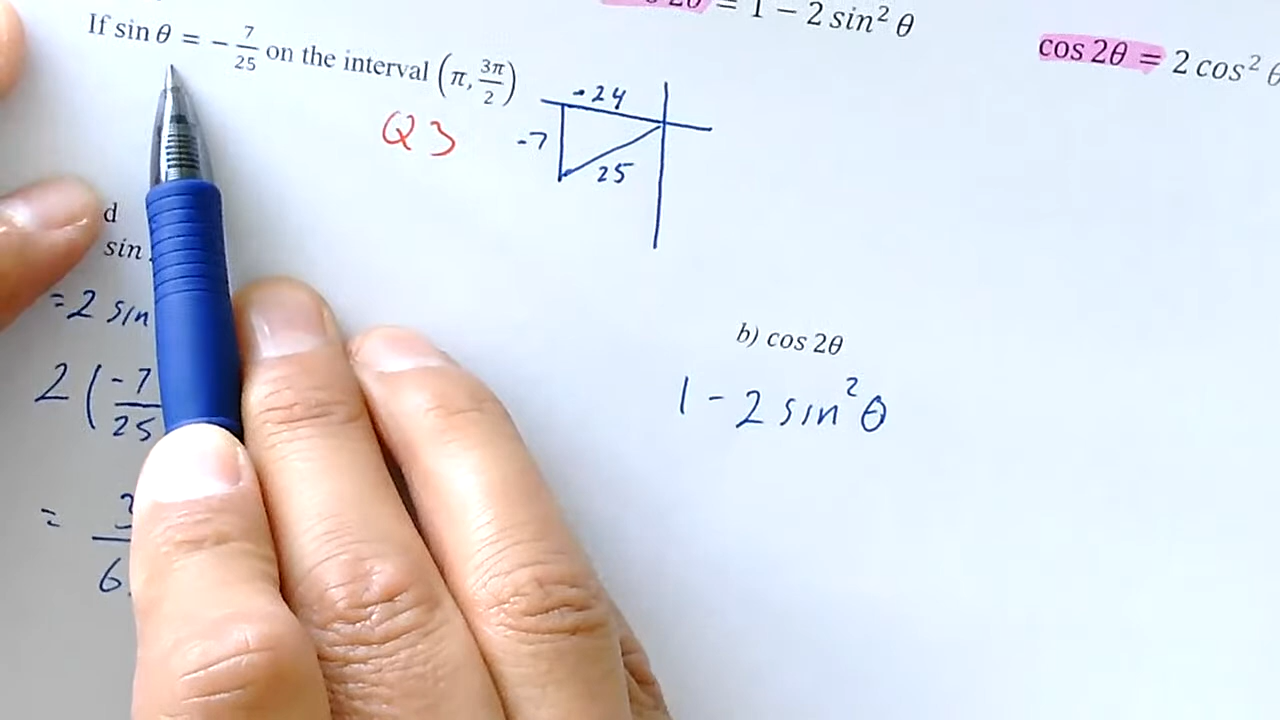 = 1 − 2 sin² θ
cos 2θ = 2 cos² θ
If sin θ = − 7/25 on the interval (π, 3π/2)
-24
Q3
-7
25
d
sin
= 2 sin
b) cos 2θ
2 (-7/25
1 - 2 sin² θ
=